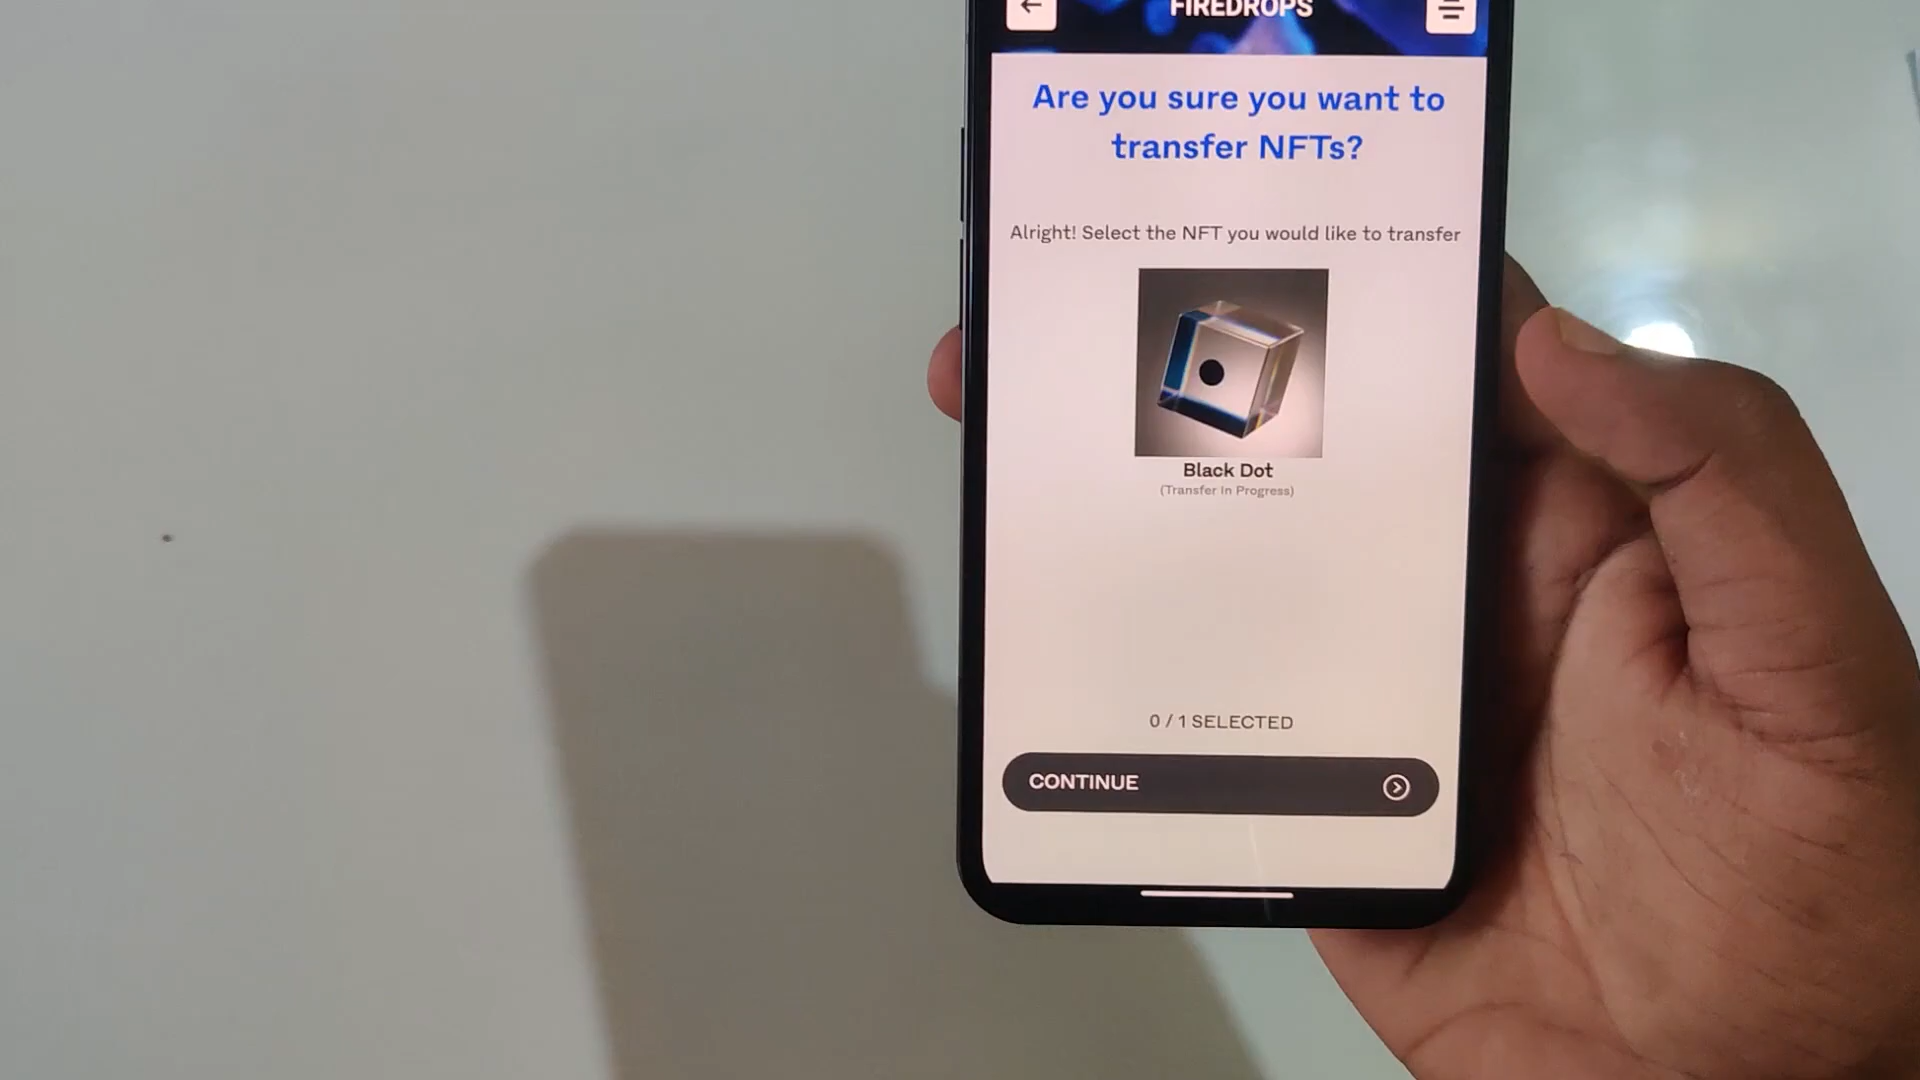 FIREDROPS
Are you sure you want to
transfer NFTs?
Alright! Select the NFT you would like to transfer
Black Dot
(Transfer In Progress)
0 / 1 SELECTED
CONTINUE